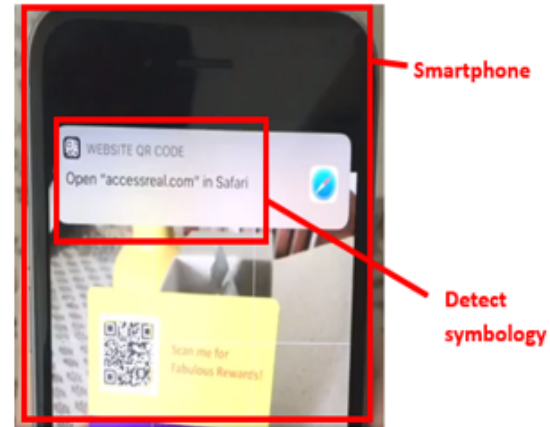 Smartphone
WEBSITE QR CODE
Open "accessreal.com" in Safari
Detect
symbology
Scan me for
Fabulous Rewards!